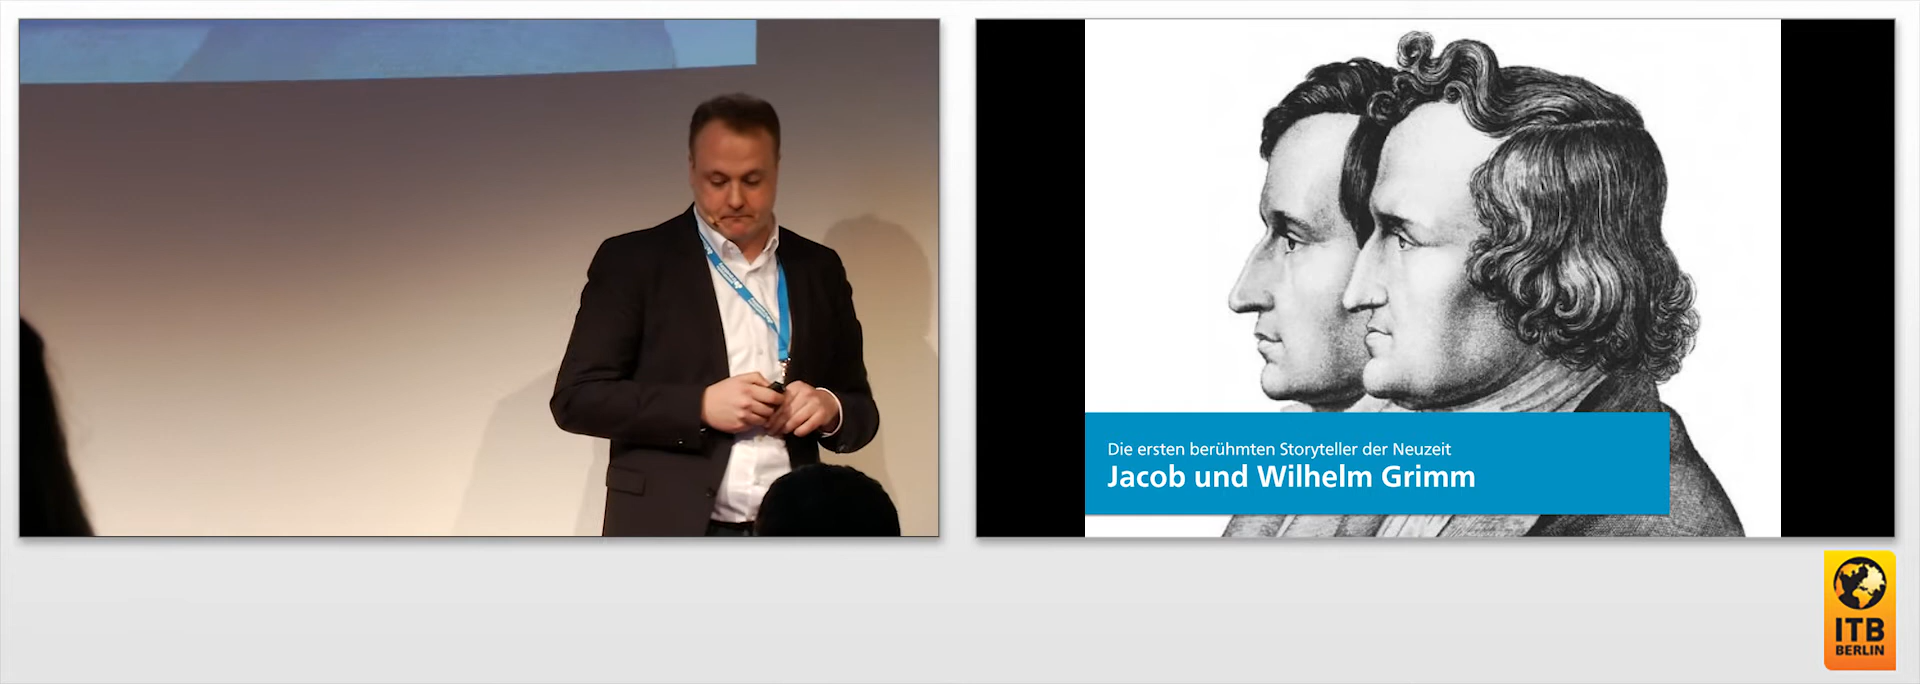 Die ersten berühmten Storyteller der Neuzeit
Jacob und Wilhelm Grimm
ITB
BERLIN